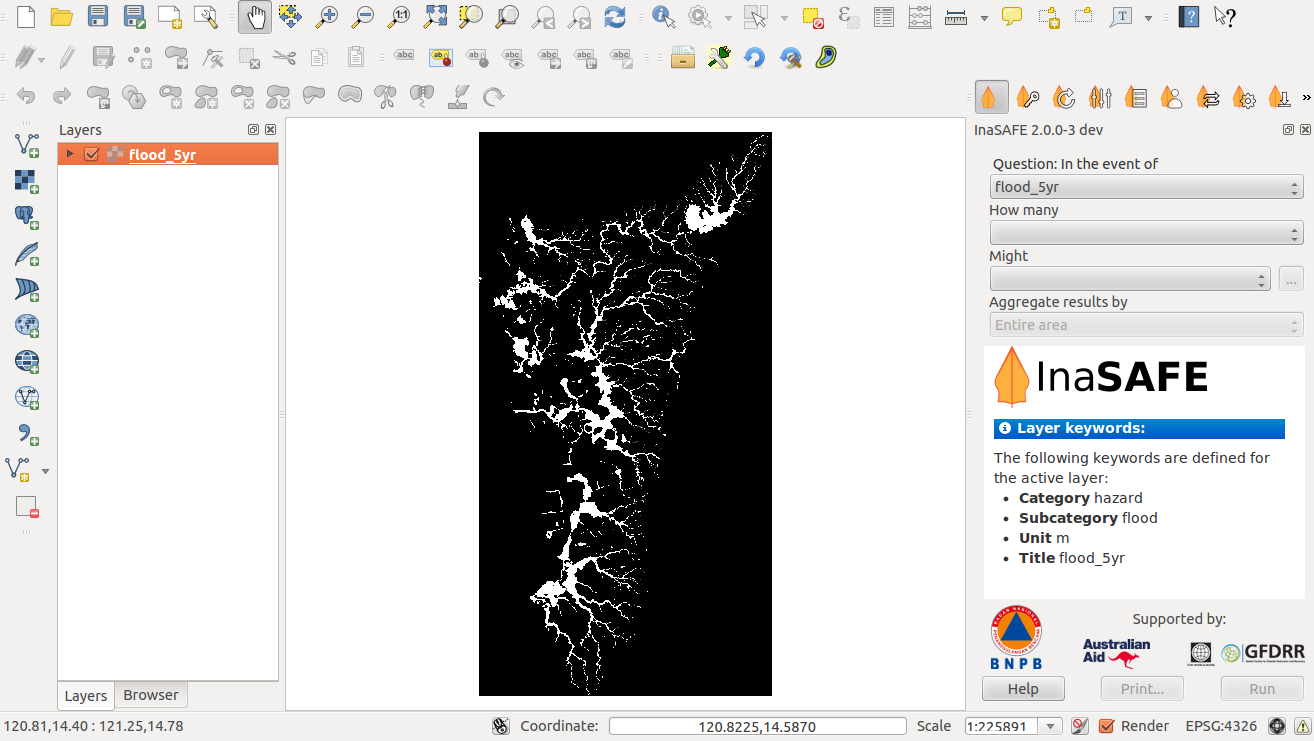 Layers
flood_5yr
Layers
Browser
InaSAFE 2.0.0-3 dev
Question: In the event of
flood_5yr
How many
Might
...
Aggregate results by
Entire area
InaSAFE
Layer keywords:
The following keywords are defined for
the active layer:
• Category hazard
• Subcategory flood
• Unit m
• Title flood_5yr
Supported by:
BNPB
Australian
Aid
GFDRR
Help
Print...
Run
120.81,14.40 : 121.25,14.78
Coordinate:
120.8225,14.5870
Scale
1:225891
Render
EPSG:4326